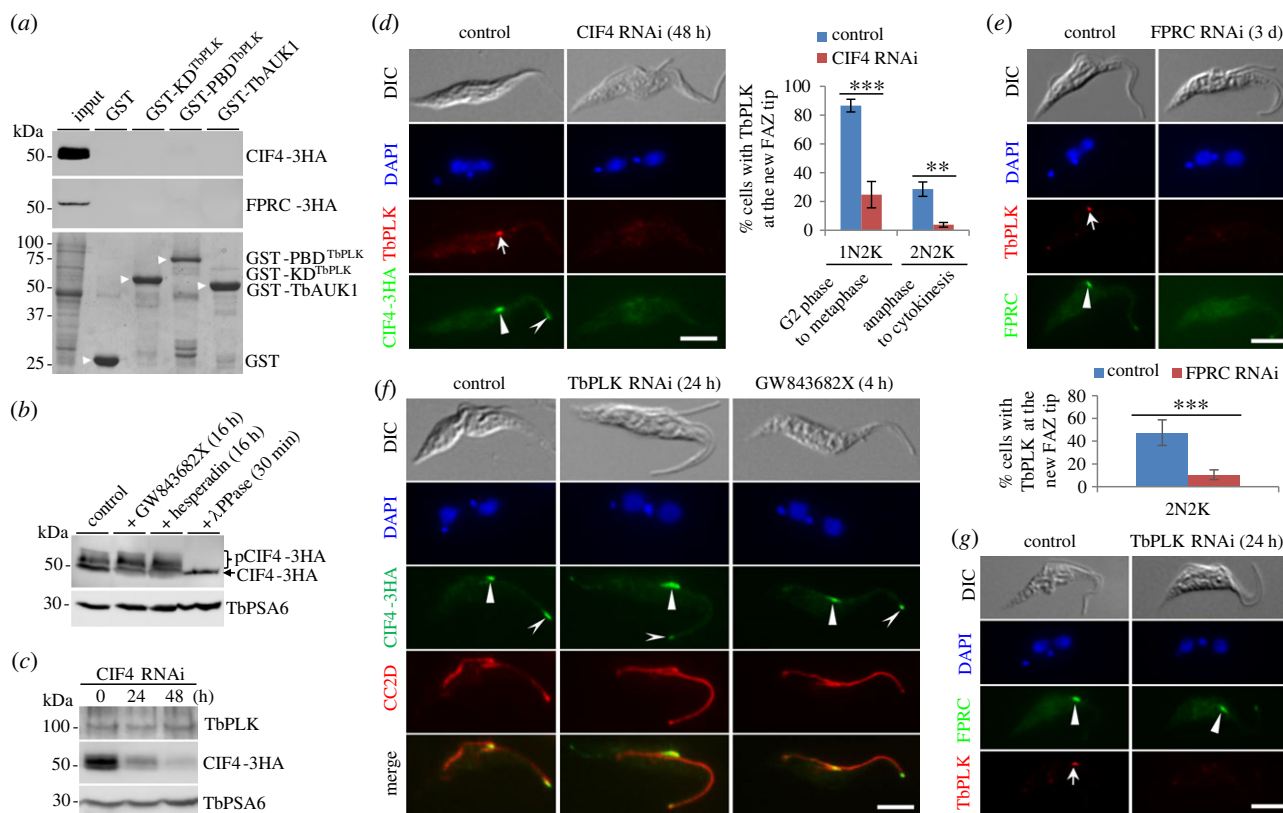 (a)
input
GST
GST-KD^TbPLK
GST-PBD^TbPLK
GST-TbAUK1
kDa
50
CIF4-3HA
50
FPRC -3HA
100
75
50
37
25
GST-PBD^TbPLK
GST-KD^TbPLK
GST-TbAUK1
GST
(b)
control
+ GW843682X (16 h)
+ hesperadin (16 h)
+ λPPase (30 min)
kDa
50
30
pCIF4-3HA
CIF4-3HA
TbPSA6
(c)
CIF4 RNAi
0 24 48 (h)
kDa
100
TbPLK
50
CIF4-3HA
30
TbPSA6
(d)
control CIF4 RNAi (48 h)
DIC
DAPI
TbPLK
CIF4-3HA
control
CIF4 RNAi
% cells with TbPLK
at the new FAZ tip
100
80
60
40
20
0
***
**
1N2K 2N2K
G2 phase
to metaphase
anaphase
to cytokinesis
(e)
control FPRC RNAi (3 d)
DIC
DAPI
TbPLK
FPRC
control FPRC RNAi
% cells with
TbPLK at the
new FAZ tip
80
60
40
20
0
***
2N2K
(f)
control TbPLK RNAi (24 h) GW843682X (4 h)
DIC
DAPI
CIF4-3HA
CC2D
merge
(g)
control TbPLK RNAi (24 h)
DIC
DAPI
FPRC
TbPLK